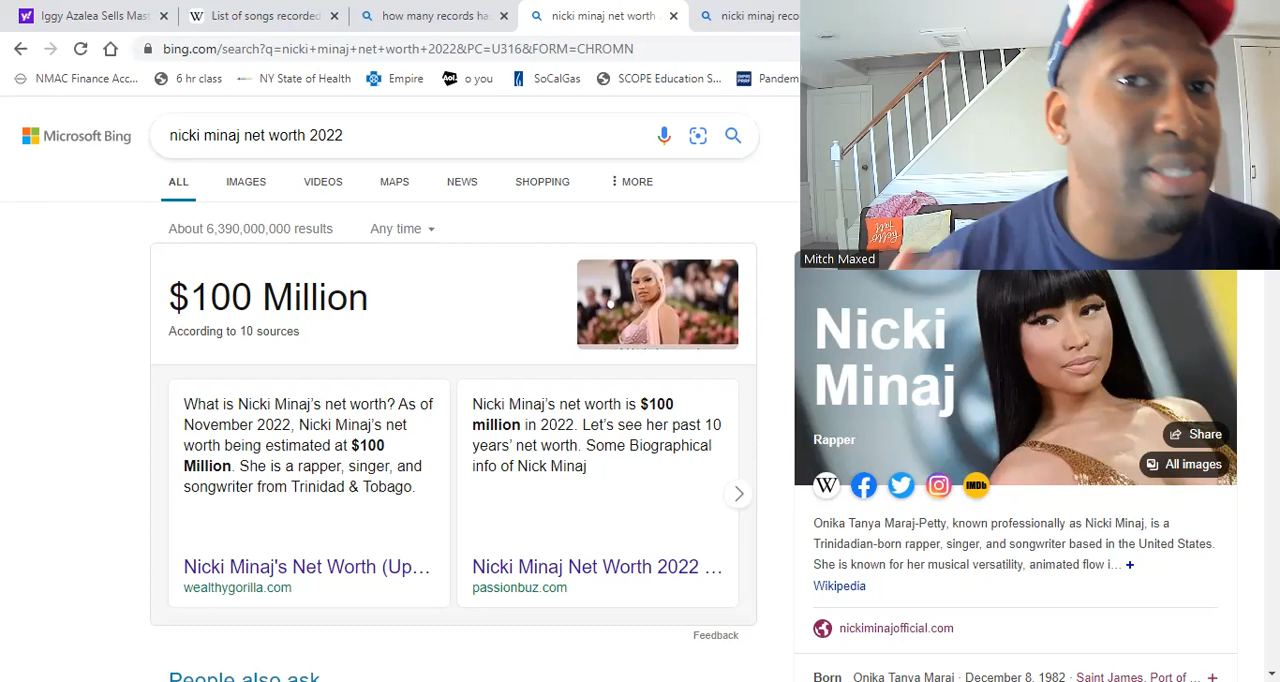 Iggy Azalea Sells Mast
List of songs recorded
how many records ha
nicki minaj net worth
nicki minaj reco
bing.com/search?q=nicki+minaj+net+worth+2022&PC=U316&FORM=CHROMN
NMAC Finance Acc...
6 hr class
NY State of Health
Empire
Aol.
o you
SoCalGas
SCOPE Education S...
Pandem
Microsoft Bing
nicki minaj net worth 2022
ALL
IMAGES
VIDEOS
MAPS
NEWS
SHOPPING
MORE
About 6,390,000,000 results
Any time
$100 Million
According to 10 sources
What is Nicki Minaj's net worth? As of
November 2022, Nicki Minaj's net
worth being estimated at $100
Million. She is a rapper, singer, and
songwriter from Trinidad & Tobago.
Nicki Minaj's Net Worth (Up...
wealthygorilla.com
Nicki Minaj's net worth is $100
million in 2022. Let's see her past 10
years' net worth. Some Biographical
info of Nick Minaj
Nicki Minaj Net Worth 2022 ...
passionbuz.com
Feedback
People also ask
Mitch Maxed
Nicki
Minaj
Rapper
Share
All images
W
IMDb
Onika Tanya Maraj-Petty, known professionally as Nicki Minaj, is a
Trinidadian-born rapper, singer, and songwriter based in the United States.
She is known for her musical versatility, animated flow i... +
Wikipedia
nickiminajofficial.com
Born Onika Tanya Maraj · December 8, 1982 · Saint James, Port of ... +